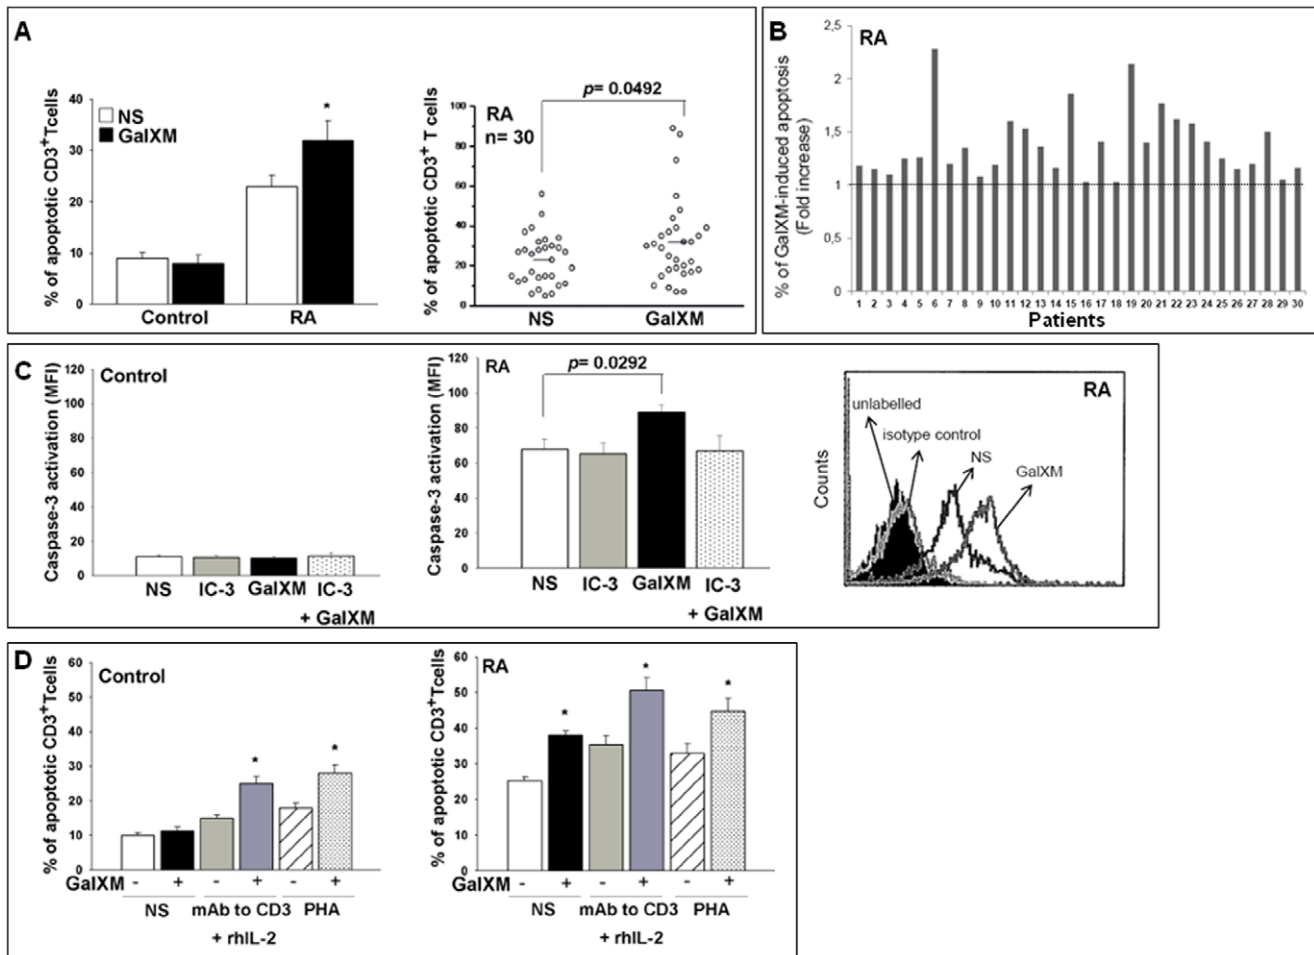 A
% of apoptotic CD3+Tcells
40
30
20
10
0
NS
GalXM
*
Control
RA
% of apoptotic CD3+ T cells
100
80
60
40
20
0
RA
n= 30
p= 0.0492
NS
GalXM
B
RA
% of GalXM-induced apoptosis
(Fold increase)
2,5
2
1,5
1
0,5
0
1 2 3 4 5 6 7 8 9 10 11 12 13 14 15 16 17 18 19 20 21 22 23 24 25 26 27 28 29 30
Patients
C
Control
Caspase-3 activation (MFI)
120
100
80
60
40
20
0
NS IC-3 GalXM IC-3
+ GalXM
RA
p= 0.0292
Caspase-3 activation (MFI)
120
100
80
60
40
20
0
NS IC-3 GalXM IC-3
+ GalXM
RA
unlabelled
isotype control
NS
GalXM
Counts
D
Control
% of apoptotic CD3+Tcells
60
50
40
30
20
10
0
* *
GalXM - + - + - +
NS mAb to CD3 PHA
+ rhIL-2
RA
% of apoptotic CD3+Tcells
60
50
40
30
20
10
0
* * *
GalXM - + - + - +
NS mAb to CD3 PHA
+ rhIL-2